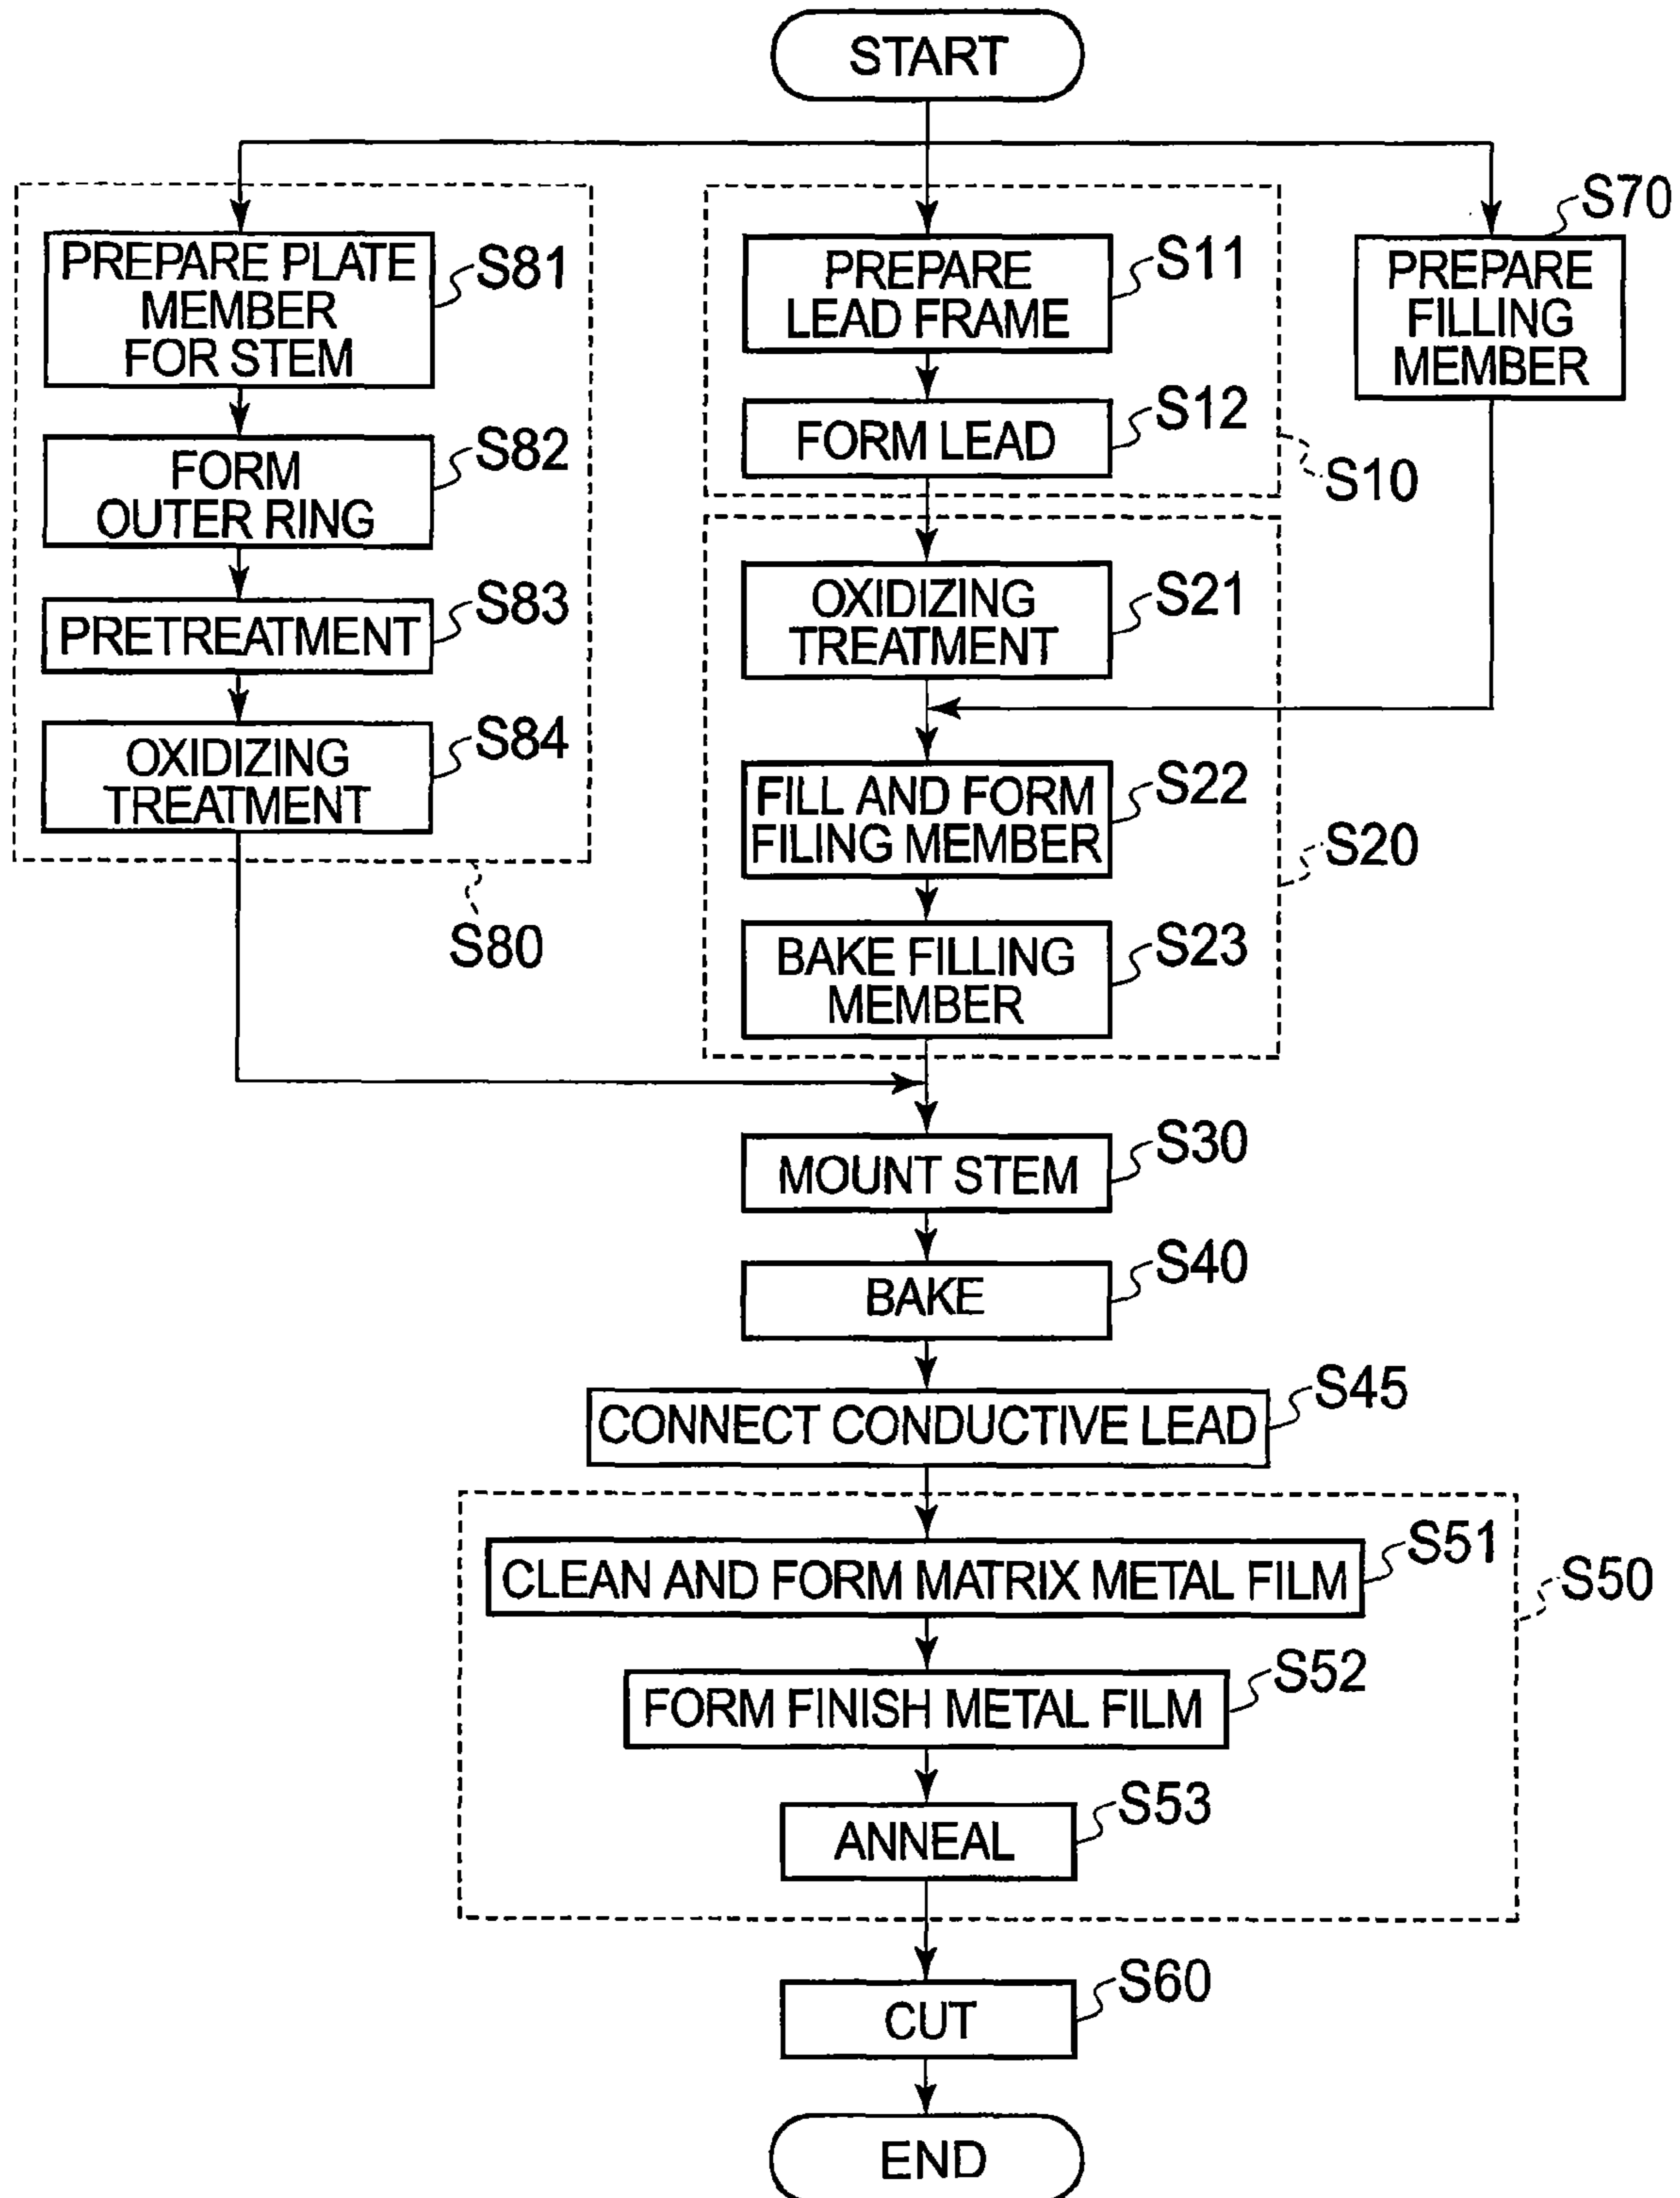 START
PREPARE PLATE
MEMBER
FOR STEM
S81
FORM
OUTER RING
S82
PRETREATMENT
S83
OXIDIZING
TREATMENT
S84
S80
PREPARE
LEAD FRAME
S11
FORM LEAD
S12
S10
S70
PREPARE
FILLING
MEMBER
OXIDIZING
TREATMENT
S21
FILL AND FORM
FILING MEMBER
S22
BAKE FILLING
MEMBER
S23
S20
MOUNT STEM
S30
BAKE
S40
CONNECT CONDUCTIVE LEAD
S45
CLEAN AND FORM MATRIX METAL FILM
S51
S50
FORM FINISH METAL FILM
S52
ANNEAL
S53
CUT
S60
END